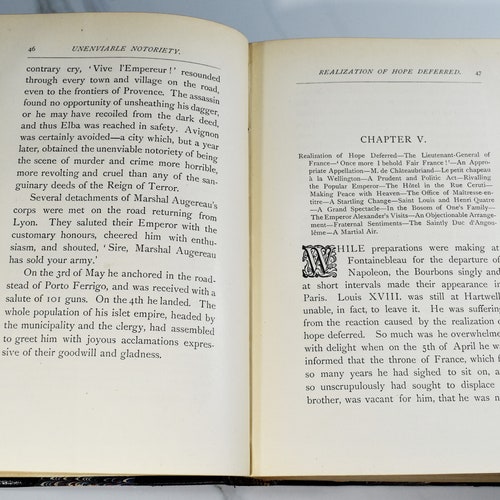 46 UNENVIABLE NOTORIETY.
contrary cry, 'Vive l'Empereur!' resounded
through every town and village on the road,
even to the frontiers of Provence. The assassin
found no opportunity of unsheathing his dagger,
or he may have recoiled from the dark deed,
and thus Elba was reached in safety. Avignon
was certainly avoided—a city which, but a year
later, obtained the unenviable notoriety of being
the scene of murder and crime more horrible,
more revolting and cruel than any of the san-
guinary deeds of the Reign of Terror.
Several detachments of Marshal Augereau's
corps were met on the road returning from
Lyon. They saluted their Emperor with the
customary honours, cheered him with enthu-
siasm, and shouted, 'Sire, Marshal Augereau
has sold your army.'
On the 3rd of May he anchored in the road-
stead of Porto Ferrigo, and was received with a
salute of 101 guns. On the 4th he landed. The
whole population of his islet empire, headed by
the municipality and the clergy, had assembled
to greet him with joyous acclamations expres-
sive of their goodwill and gladness.
REALIZATION OF HOPE DEFERRED. 47
CHAPTER V.
Realization of Hope Deferred—The Lieutenant-General of
France—'Once more I behold Fair France!'—An Appro-
priate Appellation—M. de Châteaubriand—Le petit chapeau
à la Wellington—A Prudent and Politic Act—Rivalling
the Popular Emperor—The Hôtel in the Rue Ceruti—
Making Peace with Heaven—The Office of Maîtresse-en-
titre—A Startling Change—Saint Louis and Henri Quatre
—A Grand Spectacle—In the Bosom of One's Family—
The Emperor Alexander's Visits—An Objectionable Arrange-
ment—Fraternal Sentiments—The Saintly Duc d'Angou-
lême—A Martial Air.
WHILE preparations were making at
Fontainebleau for the departure of
Napoleon, the Bourbons singly and
at short intervals made their appearance in
Paris. Louis XVIII. was still at Hartwell
unable, in fact, to leave it. He was suffering
from the reaction caused by the realization of
hope deferred. So much was he overwhelme
with delight when on the 5th of April he w
informed that the throne of France, which f
so many years he had sighed to sit on, a
so unscrupulously had sought to displace
brother, was vacant for him, that he was n